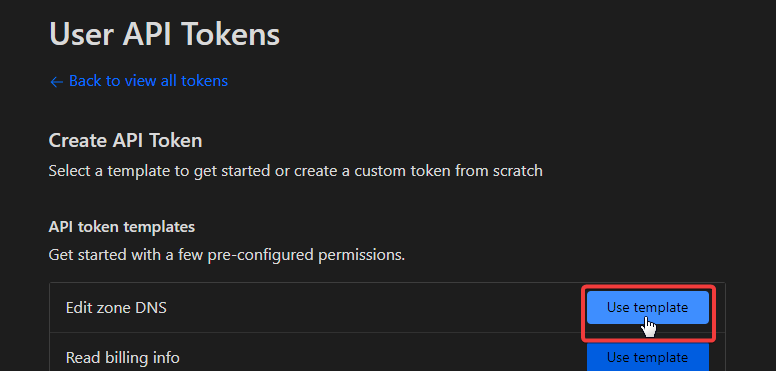 User API Tokens
← Back to view all tokens
Create API Token
Select a template to get started or create a custom token from scratch
API token templates
Get started with a few pre-configured permissions.
Edit zone DNS Use template
Read billing info Use template